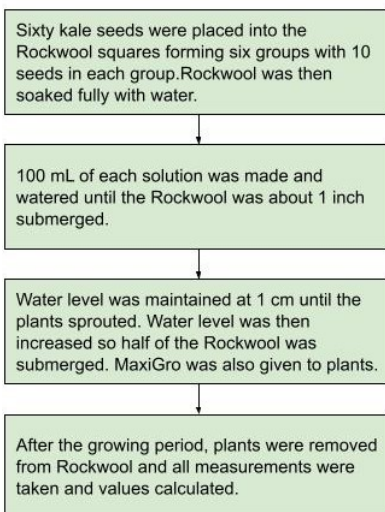 Sixty kale seeds were placed into the
Rockwool squares forming six groups with 10
seeds in each group.Rockwool was then
soaked fully with water.
100 mL of each solution was made and
watered until the Rockwool was about 1 inch
submerged.
Water level was maintained at 1 cm until the
plants sprouted. Water level was then
increased so half of the Rockwool was
submerged. MaxiGro was also given to plants.
After the growing period, plants were removed
from Rockwool and all measurements were
taken and values calculated.